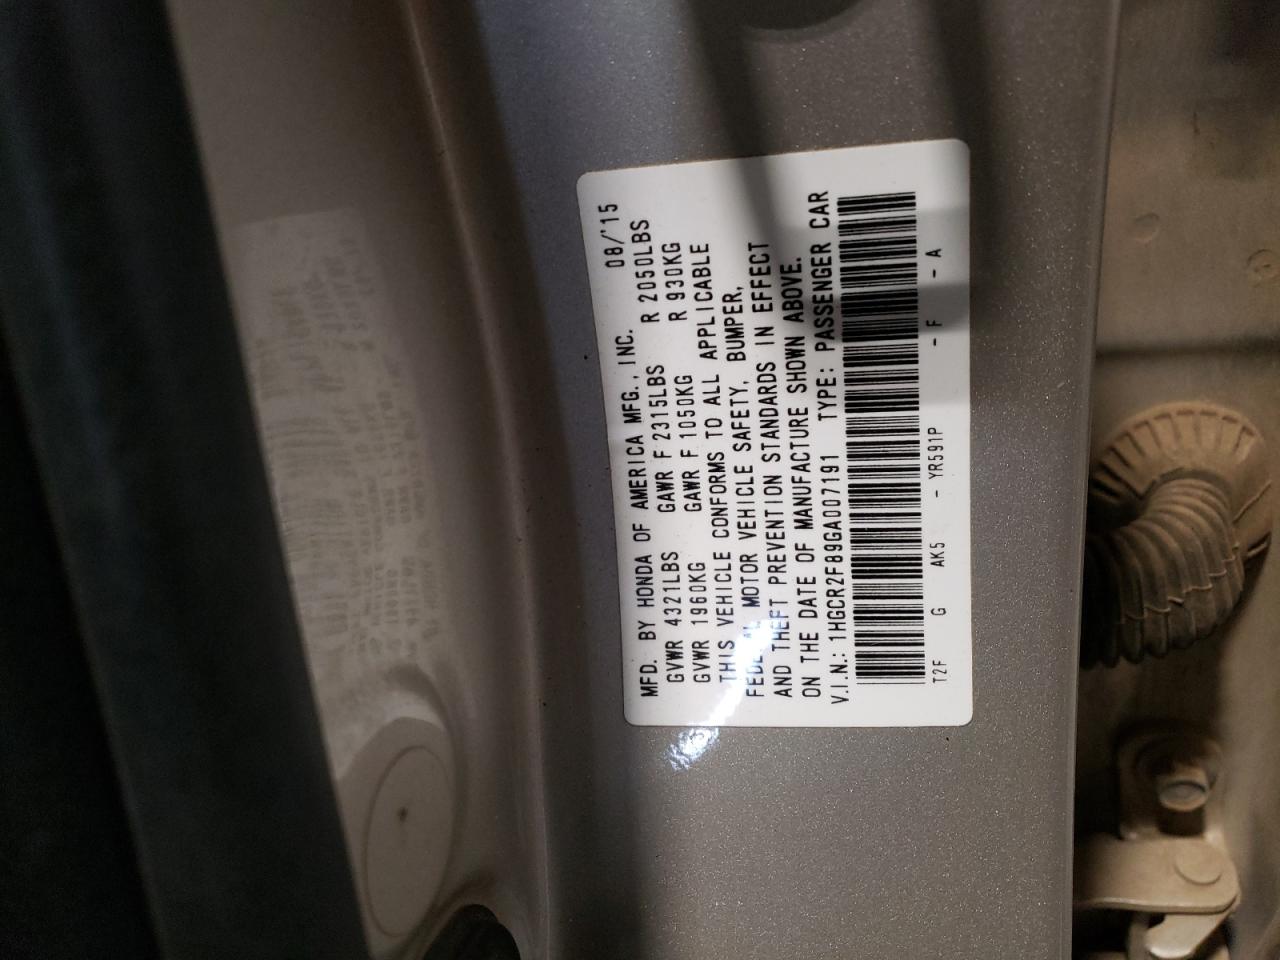 MFD. BY HONDA OF AMERICA MFG., INC. 08/'15
GVWR 4321LBS GAWR F 2315LBS R 2050LBS
GVWR 1960KG GAWR F 1050KG R 930KG
THIS VEHICLE CONFORMS TO ALL APPLICABLE
FEDERAL MOTOR VEHICLE SAFETY, BUMPER,
AND THEFT PREVENTION STANDARDS IN EFFECT
ON THE DATE OF MANUFACTURE SHOWN ABOVE.
V.I.N.: 1HGCR2F89GA007191 TYPE: PASSENGER CAR
T2F G AK5 - YR591P - F - A